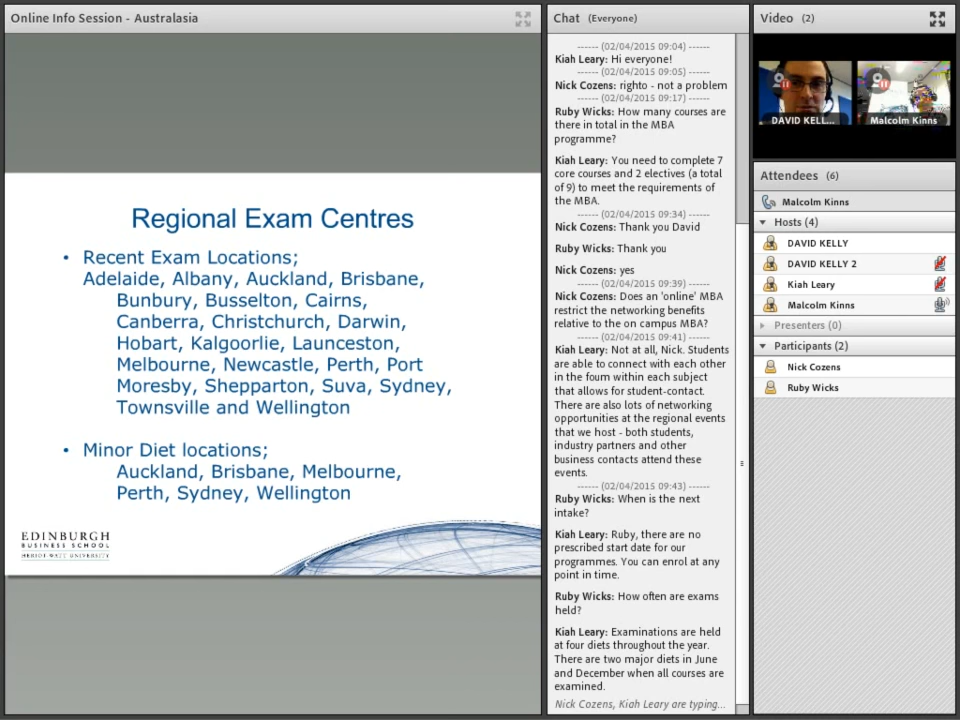 Online Info Session - Australasia
Regional Exam Centres
• Recent Exam Locations;
Adelaide, Albany, Auckland, Brisbane,
Bunbury, Busselton, Cairns,
Canberra, Christchurch, Darwin,
Hobart, Kalgoorlie, Launceston,
Melbourne, Newcastle, Perth, Port
Moresby, Shepparton, Suva, Sydney,
Townsville and Wellington
• Minor Diet locations;
Auckland, Brisbane, Melbourne,
Perth, Sydney, Wellington
EDINBURGH
BUSINESS SCHOOL
HERIOT-WATT UNIVERSITY
Chat (Everyone)
------ (02/04/2015 09:04) ------
Kiah Leary: Hi everyone!
------ (02/04/2015 09:05) ------
Nick Cozens: righto - not a problem
------ (02/04/2015 09:17) ------
Ruby Wicks: How many courses are
there in total in the MBA
programme?
Kiah Leary: You need to complete 7
core courses and 2 electives (a total
of 9) to meet the requirements of
the MBA.
------ (02/04/2015 09:34) ------
Nick Cozens: Thank you David
Ruby Wicks: Thank you
Nick Cozens: yes
------ (02/04/2015 09:39) ------
Nick Cozens: Does an 'online' MBA
restrict the networking benefits
relative to the on campus MBA?
------ (02/04/2015 09:41) ------
Kiah Leary: Not at all, Nick. Students
are able to connect with each other
in the foum within each subject
that allows for student-contact.
There are also lots of networking
opportunities at the regional events
that we host - both students,
industry partners and other
business contacts attend these
events.
------ (02/04/2015 09:43) ------
Ruby Wicks: When is the next
intake?
Kiah Leary: Ruby, there are no
prescribed start date for our
programmes. You can enrol at any
point in time.
Ruby Wicks: How often are exams
held?
Kiah Leary: Examinations are held
at four diets throughout the year.
There are two major diets in June
and December when all courses are
examined.
Nick Cozens, Kiah Leary are typing...
Video (2)
DAVID KELL...
Malcolm Kinns
Attendees (6)
Malcolm Kinns
Hosts (4)
DAVID KELLY
DAVID KELLY 2
Kiah Leary
Malcolm Kinns
Presenters (0)
Participants (2)
Nick Cozens
Ruby Wicks